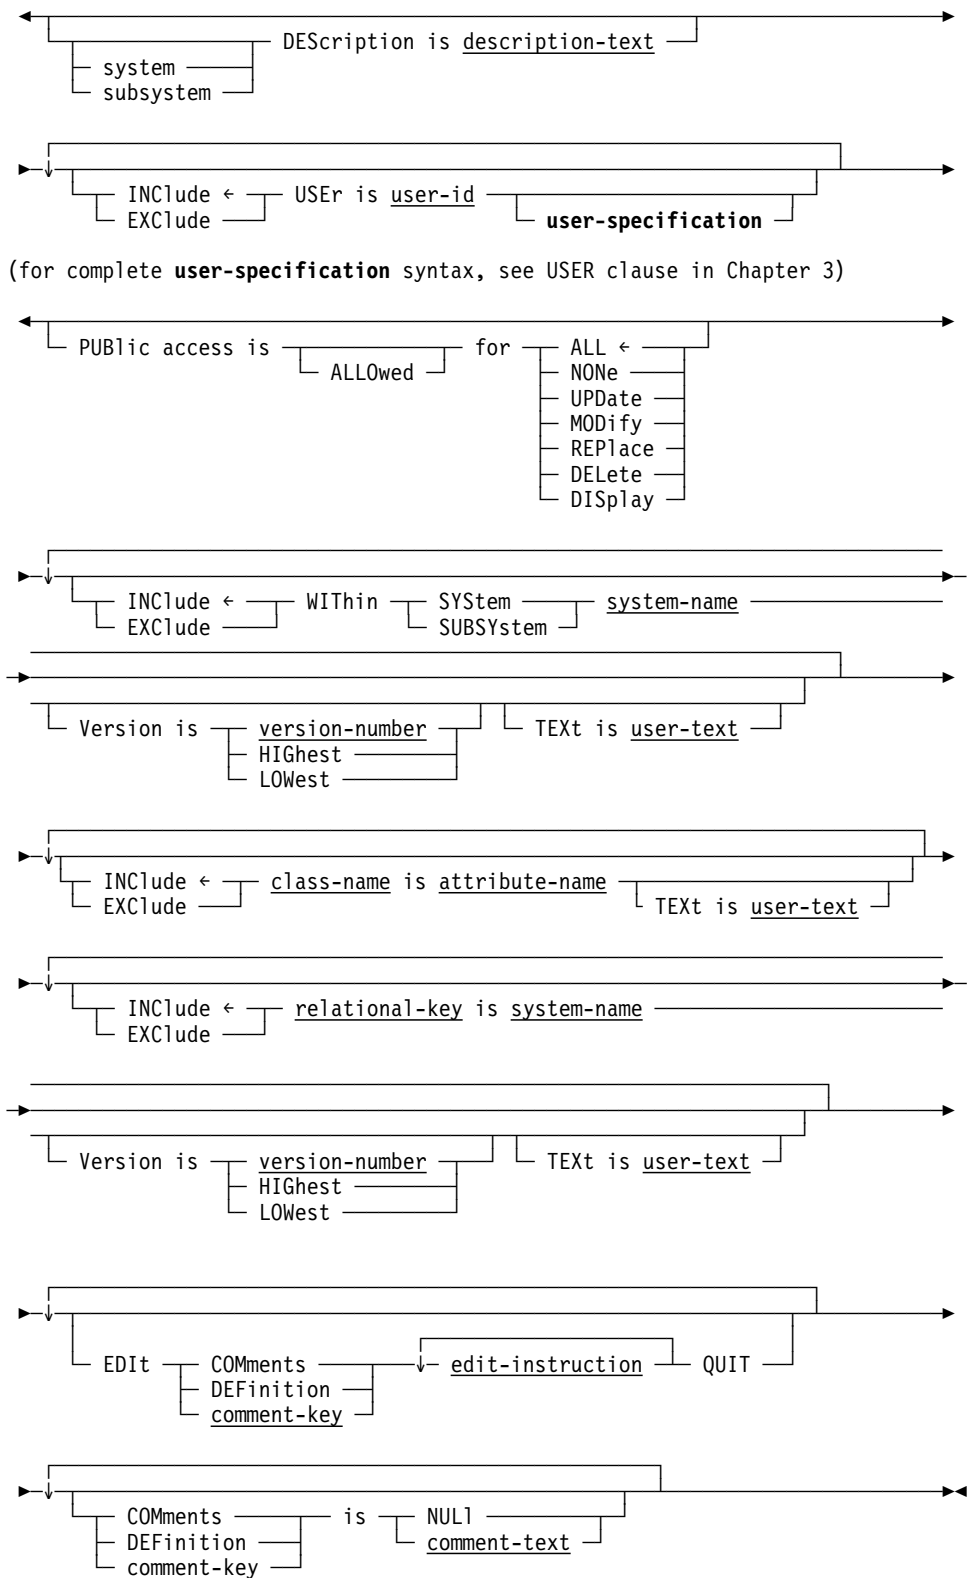 DEScription is description-text
system
subsystem
INClude ← USEr is user-id
EXClude user-specification
(for complete user-specification syntax, see USER clause in Chapter 3)
PUBlic access is for ALL ←
ALLOwed NONe
UPDate
MODify
REPlace
DELete
DISplay
INClude ← WIThin SYStem system-name
EXClude SUBSYstem
Version is version-number TEXt is user-text
HIGhest
LOWest
INClude ← class-name is attribute-name
EXClude TEXt is user-text
INClude ← relational-key is system-name
EXClude
Version is version-number TEXt is user-text
HIGhest
LOWest
EDIt COMments edit-instruction QUIT
DEFinition
comment-key
COMments is NULl
DEFinition comment-text
comment-key